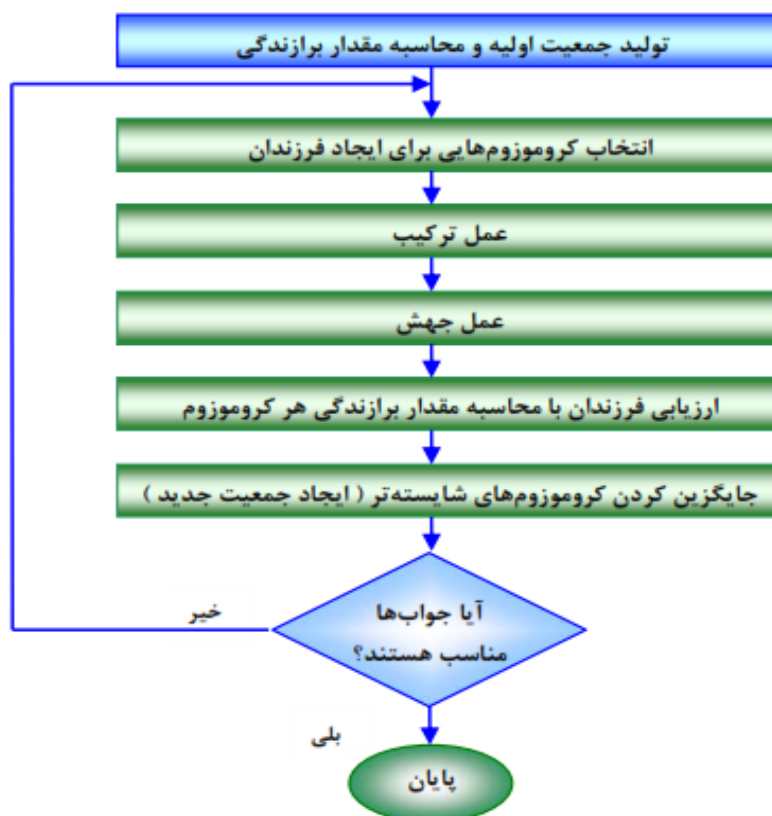 تولید جمعیت اولیه و محاسبه مقدار برازندگی
انتخاب کروموزوم‌هایی برای ایجاد فرزندان
عمل ترکیب
عمل جهش
ارزیابی فرزندان با محاسبه مقدار برازندگی هر کروموزوم
جایگزین کردن کروموزوم‌های شایسته‌تر ( ایجاد جمعیت جدید )
آیا جواب‌ها
مناسب هستند؟
خیر
بلی
پایان